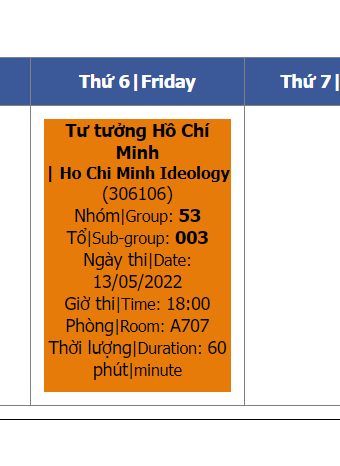 Thứ 6|Friday
Thứ 7|
Tư tưởng Hồ Chí
Minh
| Ho Chi Minh Ideology
(306106)
Nhóm|Group: 53
Tổ|Sub-group: 003
Ngày thi|Date:
13/05/2022
Giờ thi|Time: 18:00
Phòng|Room: A707
Thời lượng|Duration: 60
phút|minute